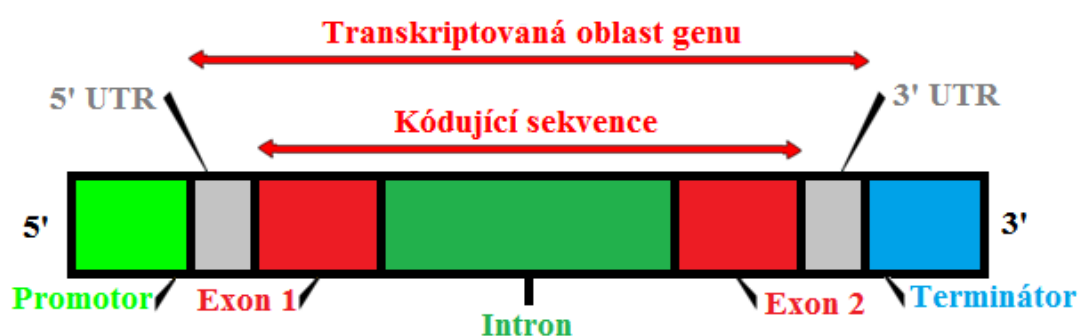 Transkriptovaná oblast genu
5' UTR
3' UTR
Kódující sekvence
5'
3'
Promotor
Exon 1
Intron
Exon 2
Terminátor